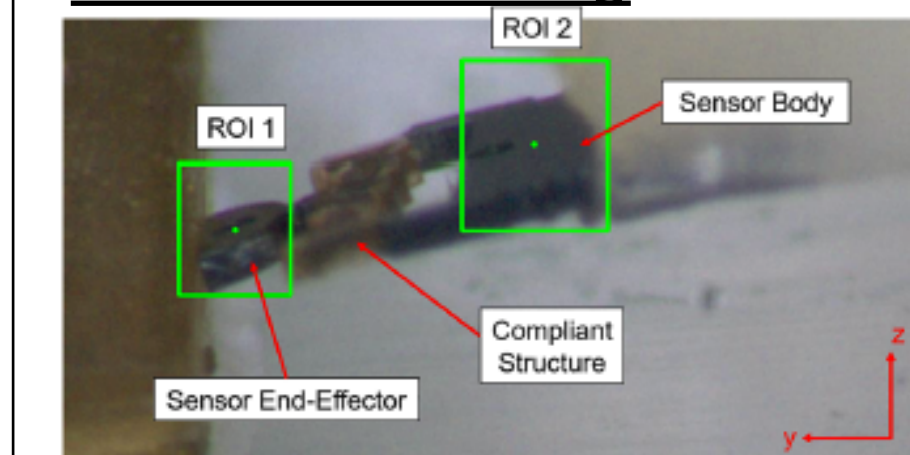 ROI 2
Sensor Body
ROI 1
Compliant
Structure
Sensor End-Effector
z
y